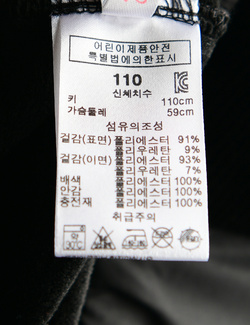 어린이제품안전
특별법에의한표시
110
신체치수
키 110cm
가슴둘레 59cm
섬유의조성
겉감(표면) 폴리에스터 91%
폴리우레탄 9%
겉감(이면) 폴리에스터 93%
폴리우레탄 7%
배색 폴리에스터 100%
안감 폴리에스터 100%
충전재 폴리에스터 100%
취급주의